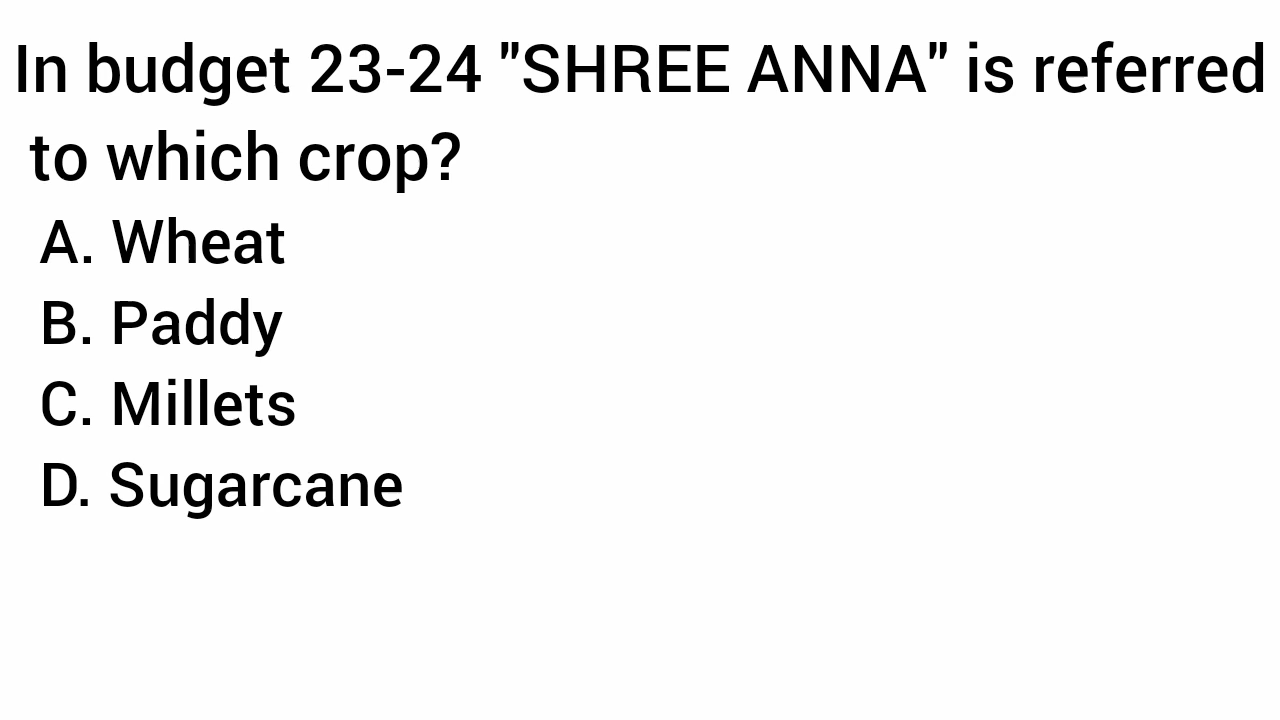 In budget 23-24 "SHREE ANNA" is referred
to which crop?
A. Wheat
B. Paddy
C. Millets
D. Sugarcane